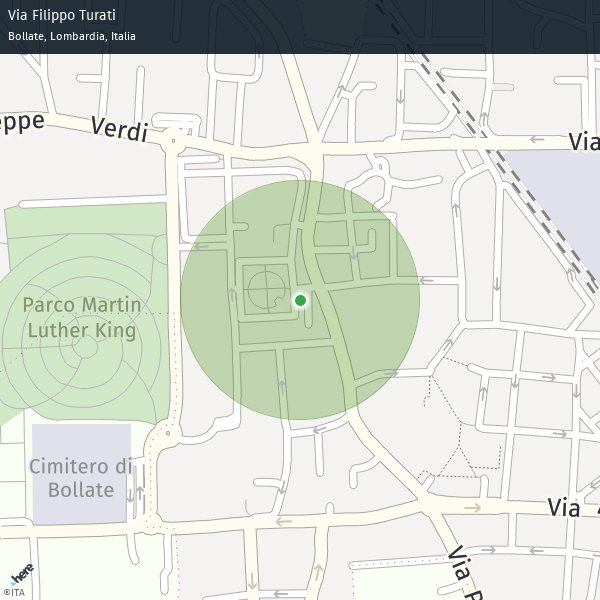 Via Filippo Turati
Bollate, Lombardia, Italia
eppe Verdi
Via
Parco Martin
Luther King
Cimitero di
Bollate
Via
Via
here
©ITA